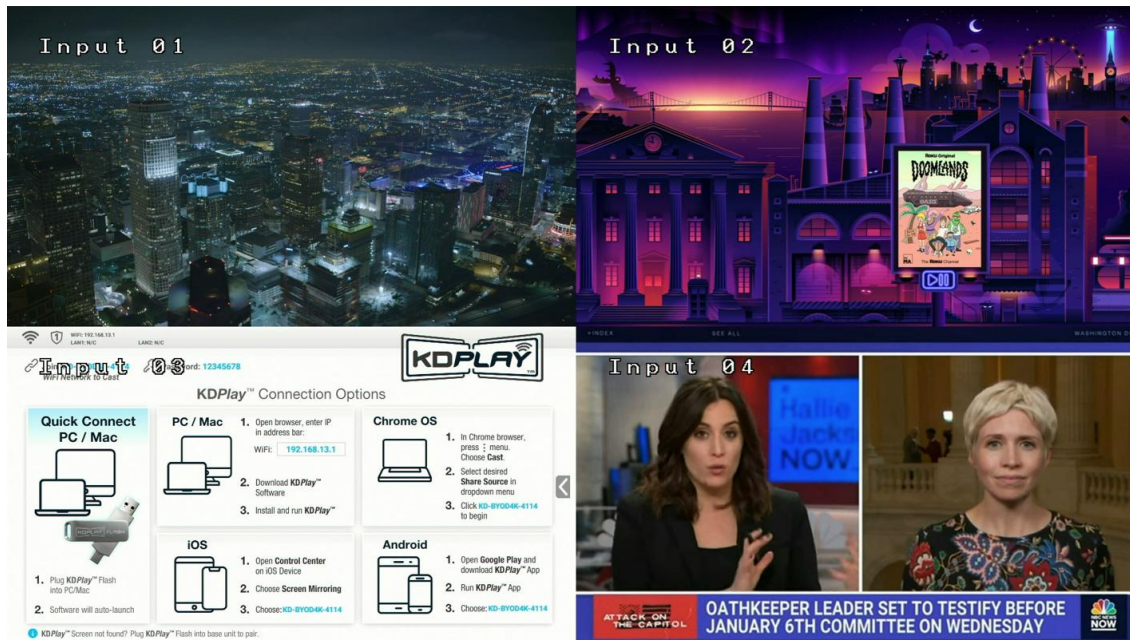 Input 01
Input 02
Roku Original
DOOMLANDS
The Roku Channel
INDEX
SEE ALL
WASHINGTON
WiFi: 192.168.13.1
LAN1: N/C
LAN2: N/C
Input 03
12345678
WiFi Network to Cast
KDPLAY
KDPlay™ Connection Options
Quick Connect
PC / Mac
1. Plug KDPlay™ Flash
into PC/Mac
2. Software will auto-launch
PC / Mac
1. Open browser, enter IP
in address bar:
WiFi: 192.168.13.1
2. Download KDPlay™
Software
3. Install and run KDPlay™
Chrome OS
1. In Chrome browser,
press ⋮ menu.
Choose Cast.
2. Select desired
Share Source in
dropdown menu
3. Click KD-BYOD4K-4114
to begin
iOS
1. Open Control Center
on iOS Device
2. Choose Screen Mirroring
3. Choose: KD-BYOD4K-4114
Android
1. Open Google Play and
download KDPlay™ App
2. Run KDPlay™ App
3. Choose: KD-BYOD4K-4114
KDPlay™ Screen not found? Plug KDPlay™ Flash into base unit to pair.
Input 04
Hallie
Jackson
NOW
ATTACK ON
THE CAPITOL
OATHKEEPER LEADER SET TO TESTIFY BEFORE
JANUARY 6TH COMMITTEE ON WEDNESDAY
NBC NEWS
NOW